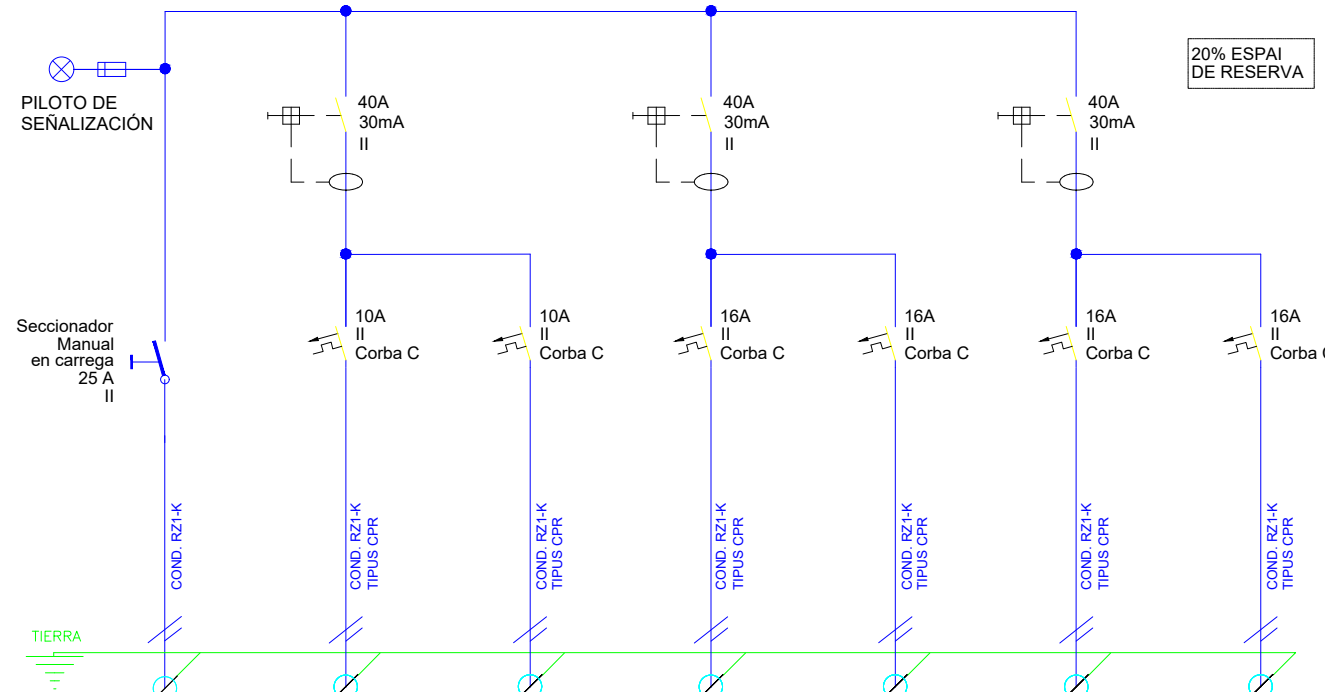 20% ESPAI
DE RESERVA
PILOTO DE
SEÑALIZACIÓN
40A
30mA
II
40A
30mA
II
40A
30mA
II
Seccionador
Manual
en carrega
25 A
II
10A
II
Corba C
10A
II
Corba C
16A
II
Corba C
16A
II
Corba C
16A
II
Corba C
16A
II
Corba
COND. RZ1-K
COND. RZ1-K
TIPUS CPR
COND. RZ1-K
TIPUS CPR
COND. RZ1-K
TIPUS CPR
COND. RZ1-K
TIPUS CPR
COND. RZ1-K
TIPUS CPR
COND. RZ1-K
TIPUS CPR
TIERRA